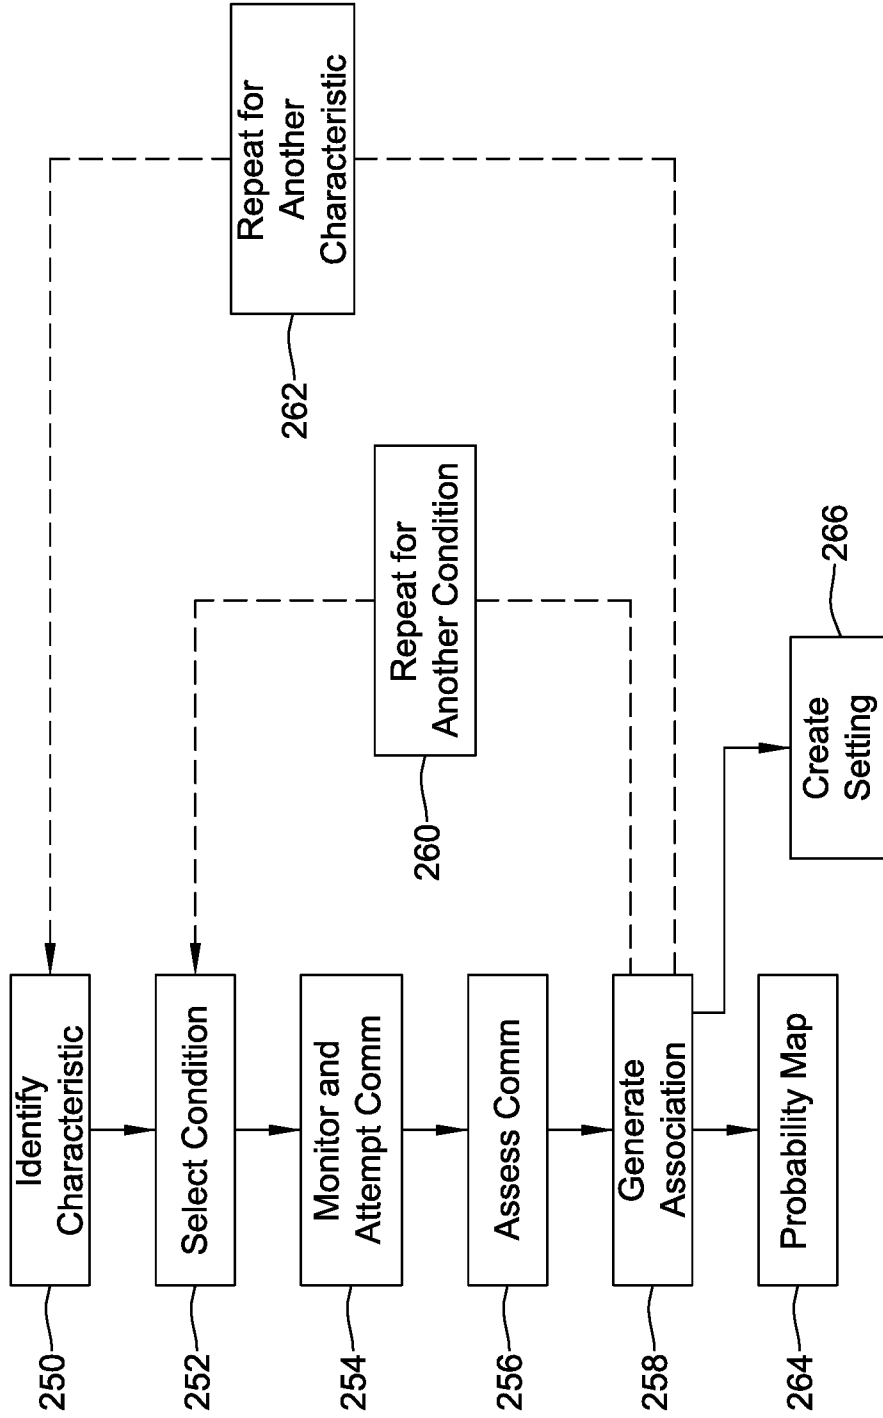 250
Identify
Characteristic
252
Select Condition
254
Monitor and
Attempt Comm
256
Assess Comm
258
Generate
Association
264
Probability Map
260
Repeat for
Another Condition
262
Repeat for
Another
Characteristic
266
Create
Setting